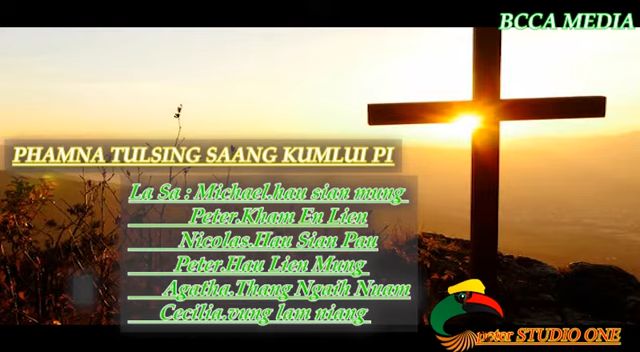 BCCA MEDIA
PHAMNA TULSING SAANG KUMLUI PI
La Sa : Michael.hau sian mung
Peter.Kham En Lien
Nicolas.Hau Sian Pau
Peter.Hau Lien Mung
Agatha.Thang Ngaih Nuam
Cecilia.vung lam niang
peter STUDIO ONE